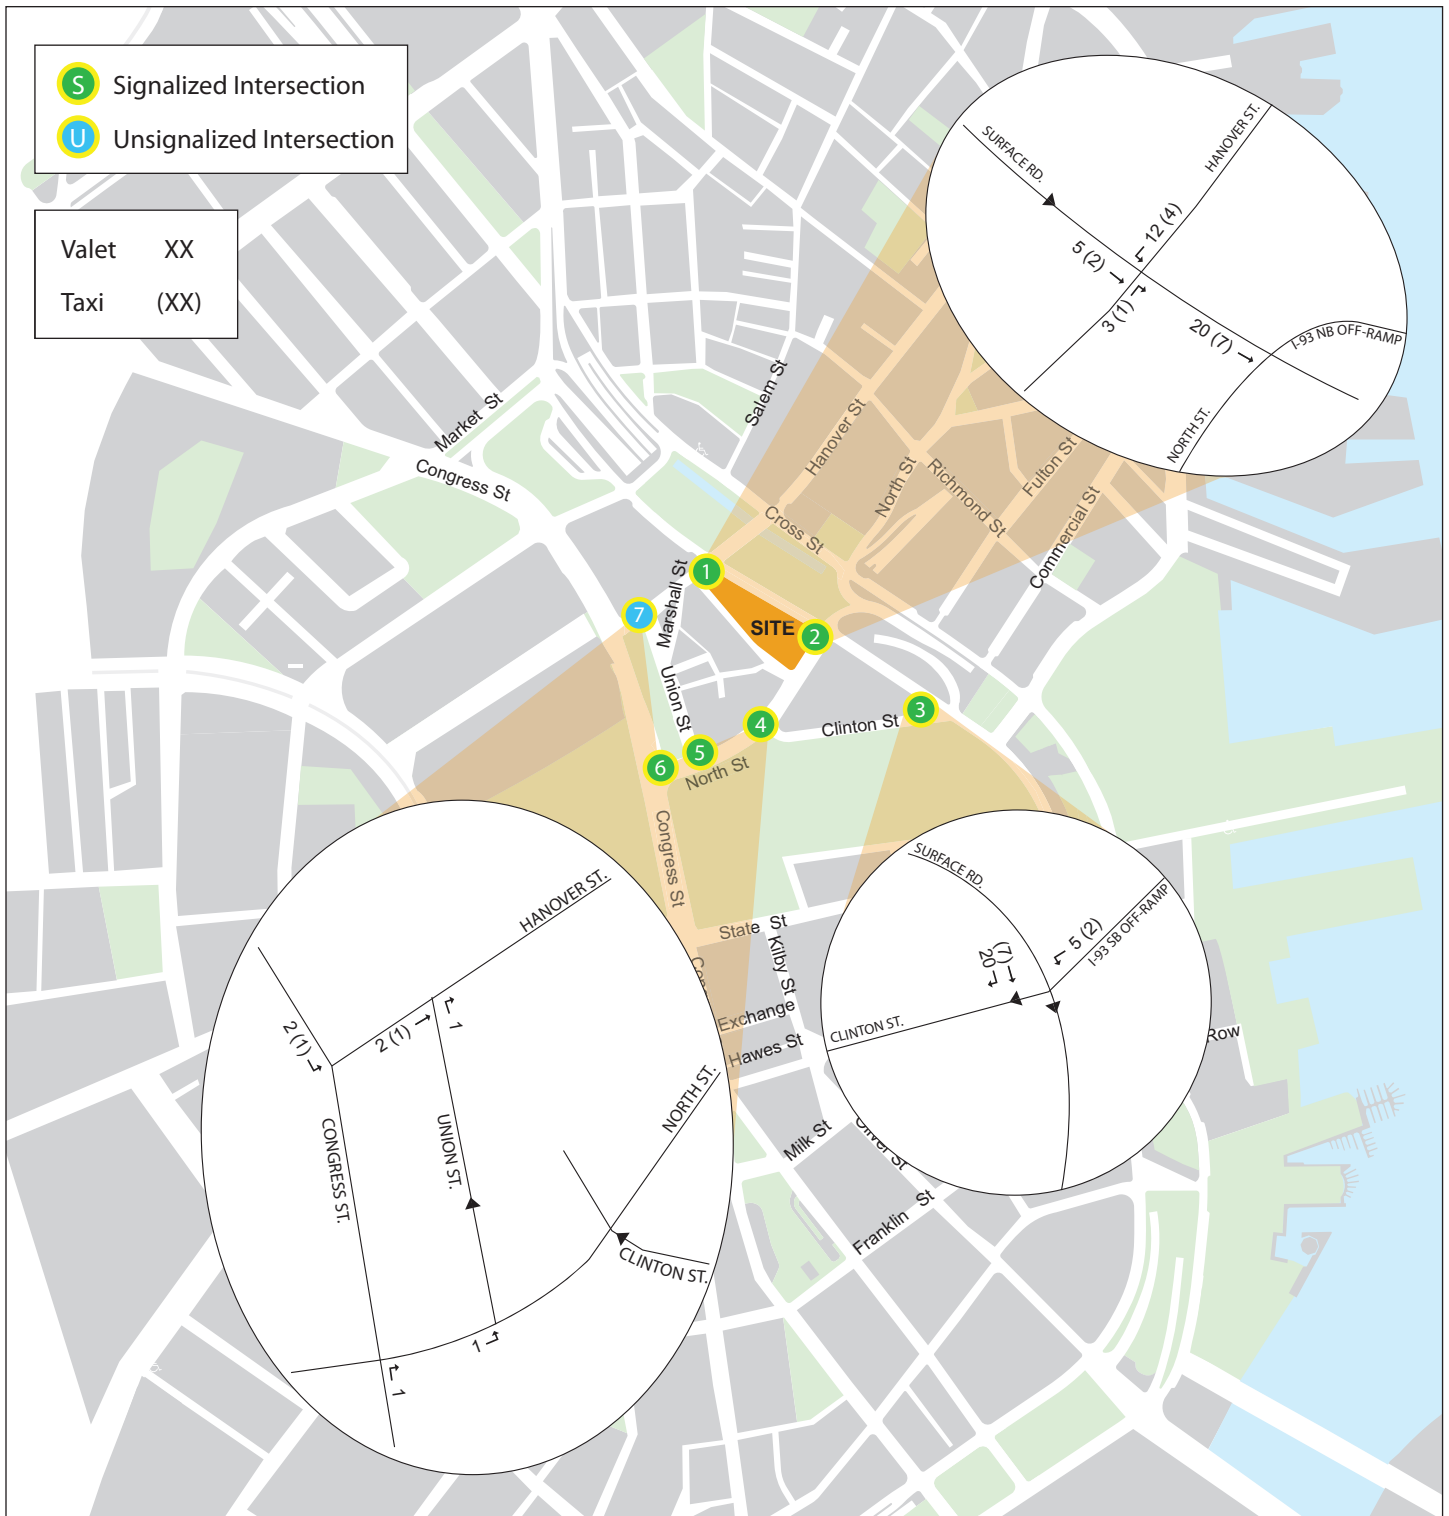 S Signalized Intersection
U Unsignalized Intersection
Valet XX
Taxi (XX)
SURFACE RD.
HANOVER ST.
12 (4)
5 (2)
3 (1)
20 (7)
I-93 NB OFF-RAMP
NORTH ST.
Market St
Congress St
Salem St
Hanover St
North St
Richmond St
Fulton St
Commercial St
Cross St
Marshall St
1
7
SITE
2
Union St
3
4
Clinton St
5
6
North St
Congress St
State St
Kilby St
Exchange
Hawes St
Row
Milk St
Oliver St
Franklin St
HANOVER ST.
2 (1)
2 (1)
1
CONGRESS ST.
UNION ST.
NORTH ST.
CLINTON ST.
1
1
SURFACE RD.
5 (2)
I-93 SB OFF-RAMP
(7)
20
CLINTON ST.